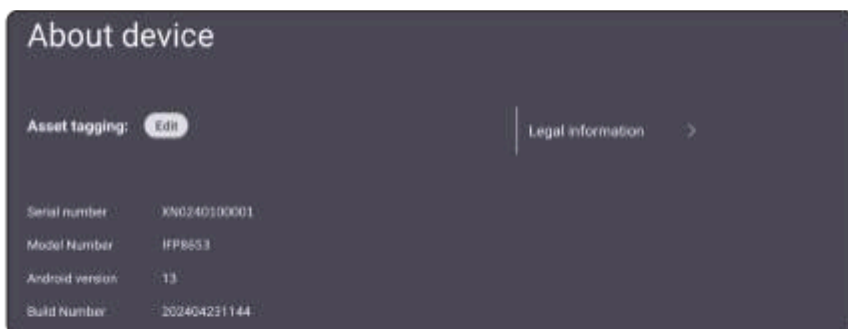 About device
Asset tagging: Edit
Legal information
Serial number XN0240100001
Model Number IFP8653
Android version 13
Build Number 202404231144